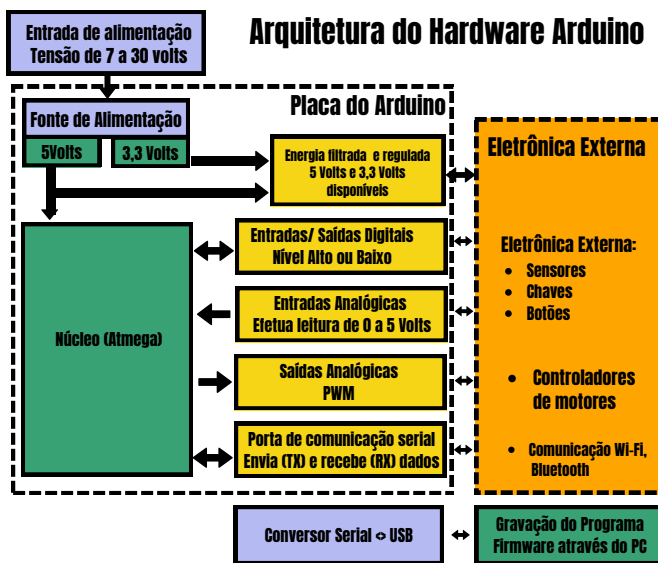 Arquitetura do Hardware Arduino
Entrada de alimentação
Tensão de 7 a 30 volts
Placa do Arduino
Fonte de Alimentação
5Volts
3,3 Volts
Energia filtrada e regulada
5 Volts e 3,3 Volts
disponíveis
Núcleo (Atmega)
Entradas/ Saídas Digitais
Nível Alto ou Baixo
Entradas Analógicas
Efetua leitura de 0 a 5 Volts
Saídas Analógicas
PWM
Porta de comunicação serial
Envia (TX) e recebe (RX) dados
Eletrônica Externa
Eletrônica Externa:
• Sensores
• Chaves
• Botões
• Controladores
de motores
• Comunicação Wi-Fi,
Bluetooth
Conversor Serial <> USB
Gravação do Programa
Firmware através do PC